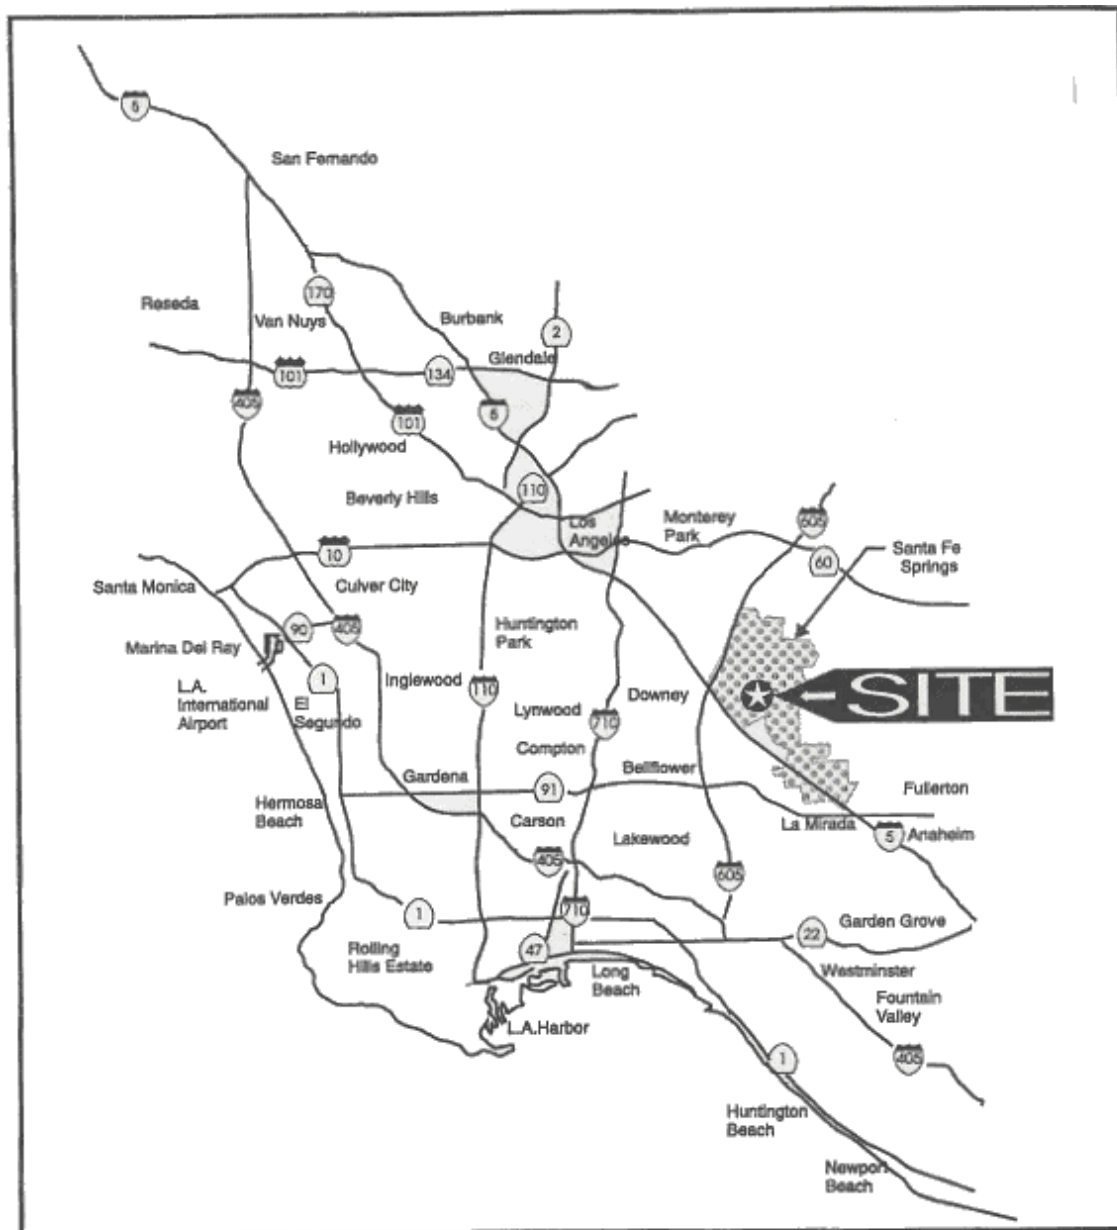 5
San Fernando
170
Reseda
Van Nuys
Burbank
2
Glendale
101
134
405
5
101
Hollywood
110
Beverly Hills
Los
Angeles
Monterey
Park
605
10
60
Santa Fe
Springs
Santa Monica
Culver City
90
405
Huntington
Park
Marina Del Ray
1
Inglewood
110
L.A.
International
Airport
El
Segundo
Lynwood
710
Downey
SITE
Compton
Gardena
91
Bellflower
Fullerton
Hermosa
Beach
Carson
La Mirada
5
Anaheim
405
Lakewood
605
Palos Verdes
1
710
22
Garden Grove
Rolling
Hills Estate
47
Long
Beach
Westminster
Fountain
Valley
L.A.Harbor
1
405
Huntington
Beach
Newport
Beach